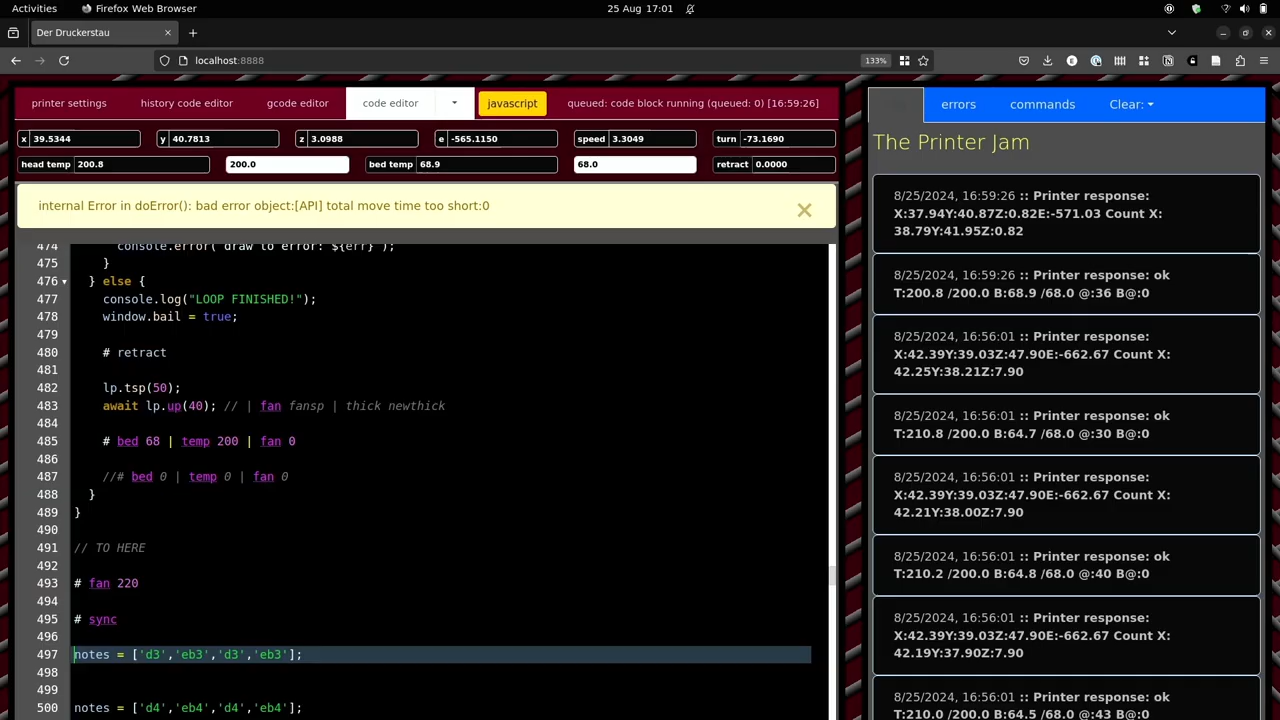 Activities
Firefox Web Browser
25 Aug 17:01
Der Druckerstau
localhost:8888
133%
printer settings
history code editor
gcode editor
code editor
javascript
queued: code block running (queued: 0) [16:59:26]
x 39.5344
y 40.7813
z 3.0988
e -565.1150
speed 3.3049
turn -73.1690
head temp 200.8
200.0
bed temp 68.9
68.0
retract 0.0000
internal Error in doError(): bad error object:[API] total move time too short:0
474 console.error(`draw to error: ${err}`);
475 }
476 } else {
477 console.log("LOOP FINISHED!");
478 window.bail = true;
479
480 # retract
481
482 lp.tsp(50);
483 await lp.up(40); // | fan fansp | thick newthick
484
485 # bed 68 | temp 200 | fan 0
486
487 //# bed 0 | temp 0 | fan 0
488 }
489 }
490
491 // TO HERE
492
493 # fan 220
494
495 # sync
496
497 notes = ['d3','eb3','d3','eb3'];
498
499
500 notes = ['d4','eb4','d4','eb4'];
errors
commands
Clear:
The Printer Jam
8/25/2024, 16:59:26 :: Printer response:
X:37.94Y:40.87Z:0.82E:-571.03 Count X:
38.79Y:41.95Z:0.82
8/25/2024, 16:59:26 :: Printer response: ok
T:200.8 /200.0 B:68.9 /68.0 @:36 B@:0
8/25/2024, 16:56:01 :: Printer response:
X:42.39Y:39.03Z:47.90E:-662.67 Count X:
42.25Y:38.21Z:7.90
8/25/2024, 16:56:01 :: Printer response: ok
T:210.8 /200.0 B:64.7 /68.0 @:30 B@:0
8/25/2024, 16:56:01 :: Printer response:
X:42.39Y:39.03Z:47.90E:-662.67 Count X:
42.21Y:38.00Z:7.90
8/25/2024, 16:56:01 :: Printer response: ok
T:210.2 /200.0 B:64.8 /68.0 @:40 B@:0
8/25/2024, 16:56:01 :: Printer response:
X:42.39Y:39.03Z:47.90E:-662.67 Count X:
42.19Y:37.90Z:7.90
8/25/2024, 16:56:01 :: Printer response: ok
T:210.0 /200.0 B:64.5 /68.0 @:43 B@:0